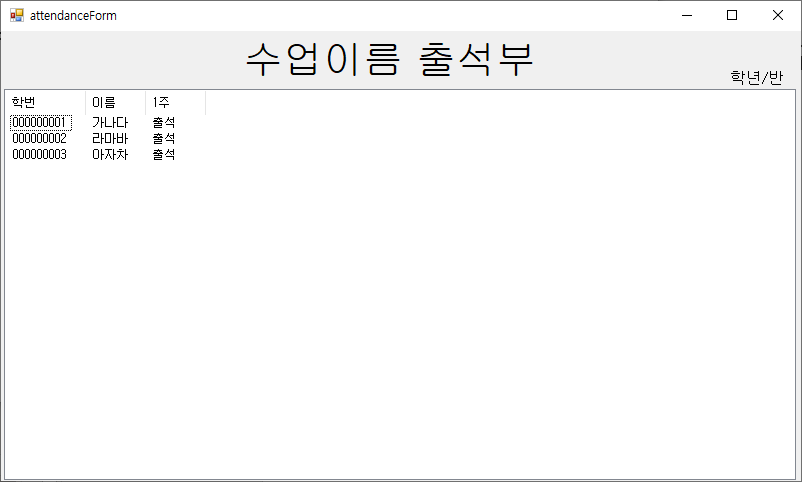 attendanceForm
수업이름 출석부
학년/반
학번 이름 1주
000000001 가나다 출석
000000002 라마바 출석
000000003 아자차 출석